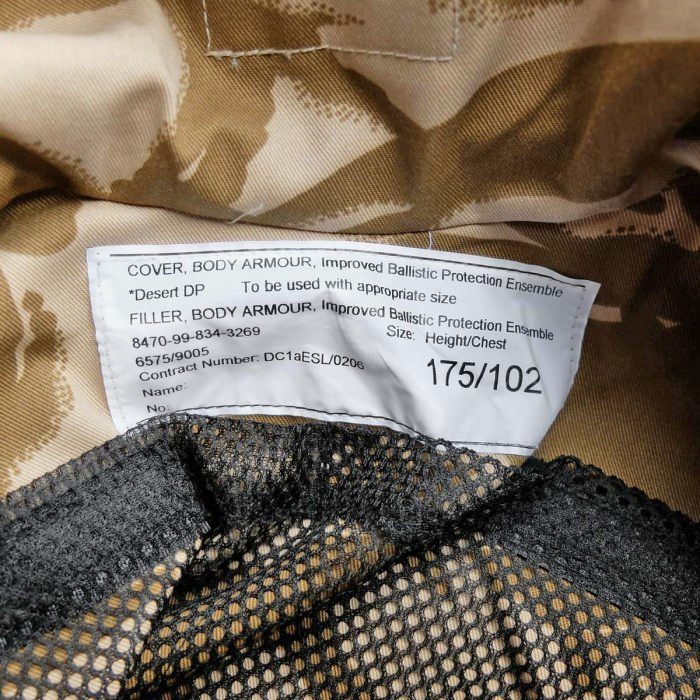 COVER, BODY ARMOUR, Improved Ballistic Protection Ensemble
*Desert DP To be used with appropriate size
FILLER, BODY ARMOUR, Improved Ballistic Protection Ensemble
8470-99-834-3269 Size: Height/Chest
6575/9005
Contract Number: DC1aESL/0206
175/102
Name:
No: